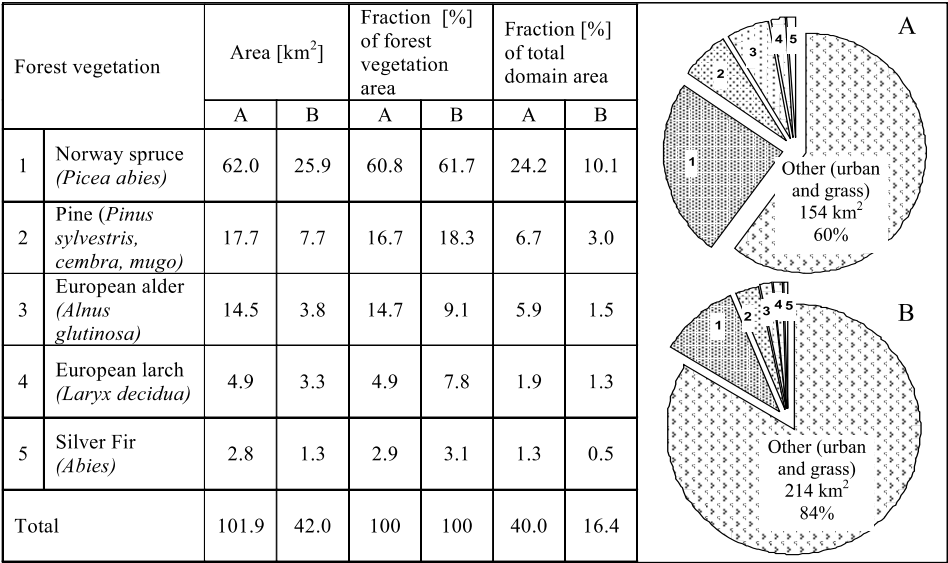 Forest vegetation
Area [km²]
Fraction [%]
of forest
vegetation
area
Fraction [%]
of total
domain area
A B A B A B
1 Norway spruce
(Picea abies) 62.0 25.9 60.8 61.7 24.2 10.1
2 Pine (Pinus
sylvestris,
cembra, mugo) 17.7 7.7 16.7 18.3 6.7 3.0
3 European alder
(Alnus
glutinosa) 14.5 3.8 14.7 9.1 5.9 1.5
4 European larch
(Laryx decidua) 4.9 3.3 4.9 7.8 1.9 1.3
5 Silver Fir
(Abies) 2.8 1.3 2.9 3.1 1.3 0.5
Total 101.9 42.0 100 100 40.0 16.4
A
1
2
3
4
5
Other (urban
and grass)
154 km²
60%
B
1
2
3
4
5
Other (urban
and grass)
214 km²
84%